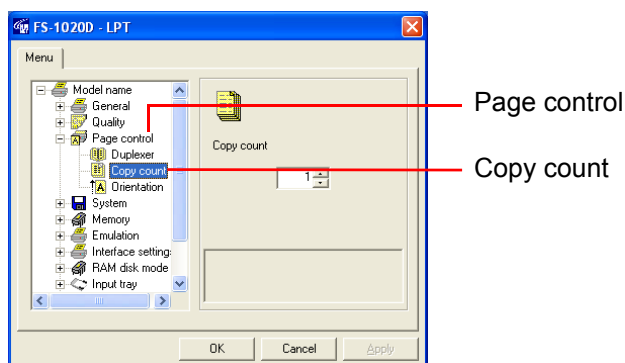 FS-1020D - LPT
Menu
Model name
General
Quality
Page control
Duplexer
Copy count
Orientation
System
Memory
Emulation
Interface setting:
RAM disk mode
Input tray
Copy count
1
OK
Cancel
Apply
Page control
Copy count